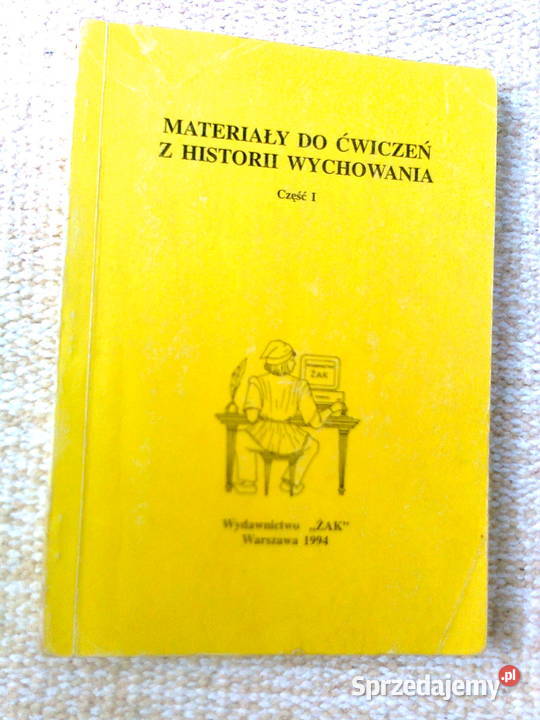 MATERIAŁY DO ĆWICZEŃ
Z HISTORII WYCHOWANIA
Część I
ŻAK
Wydawnictwo „ŻAK”
Warszawa 1994
Sprzedajemy.pl